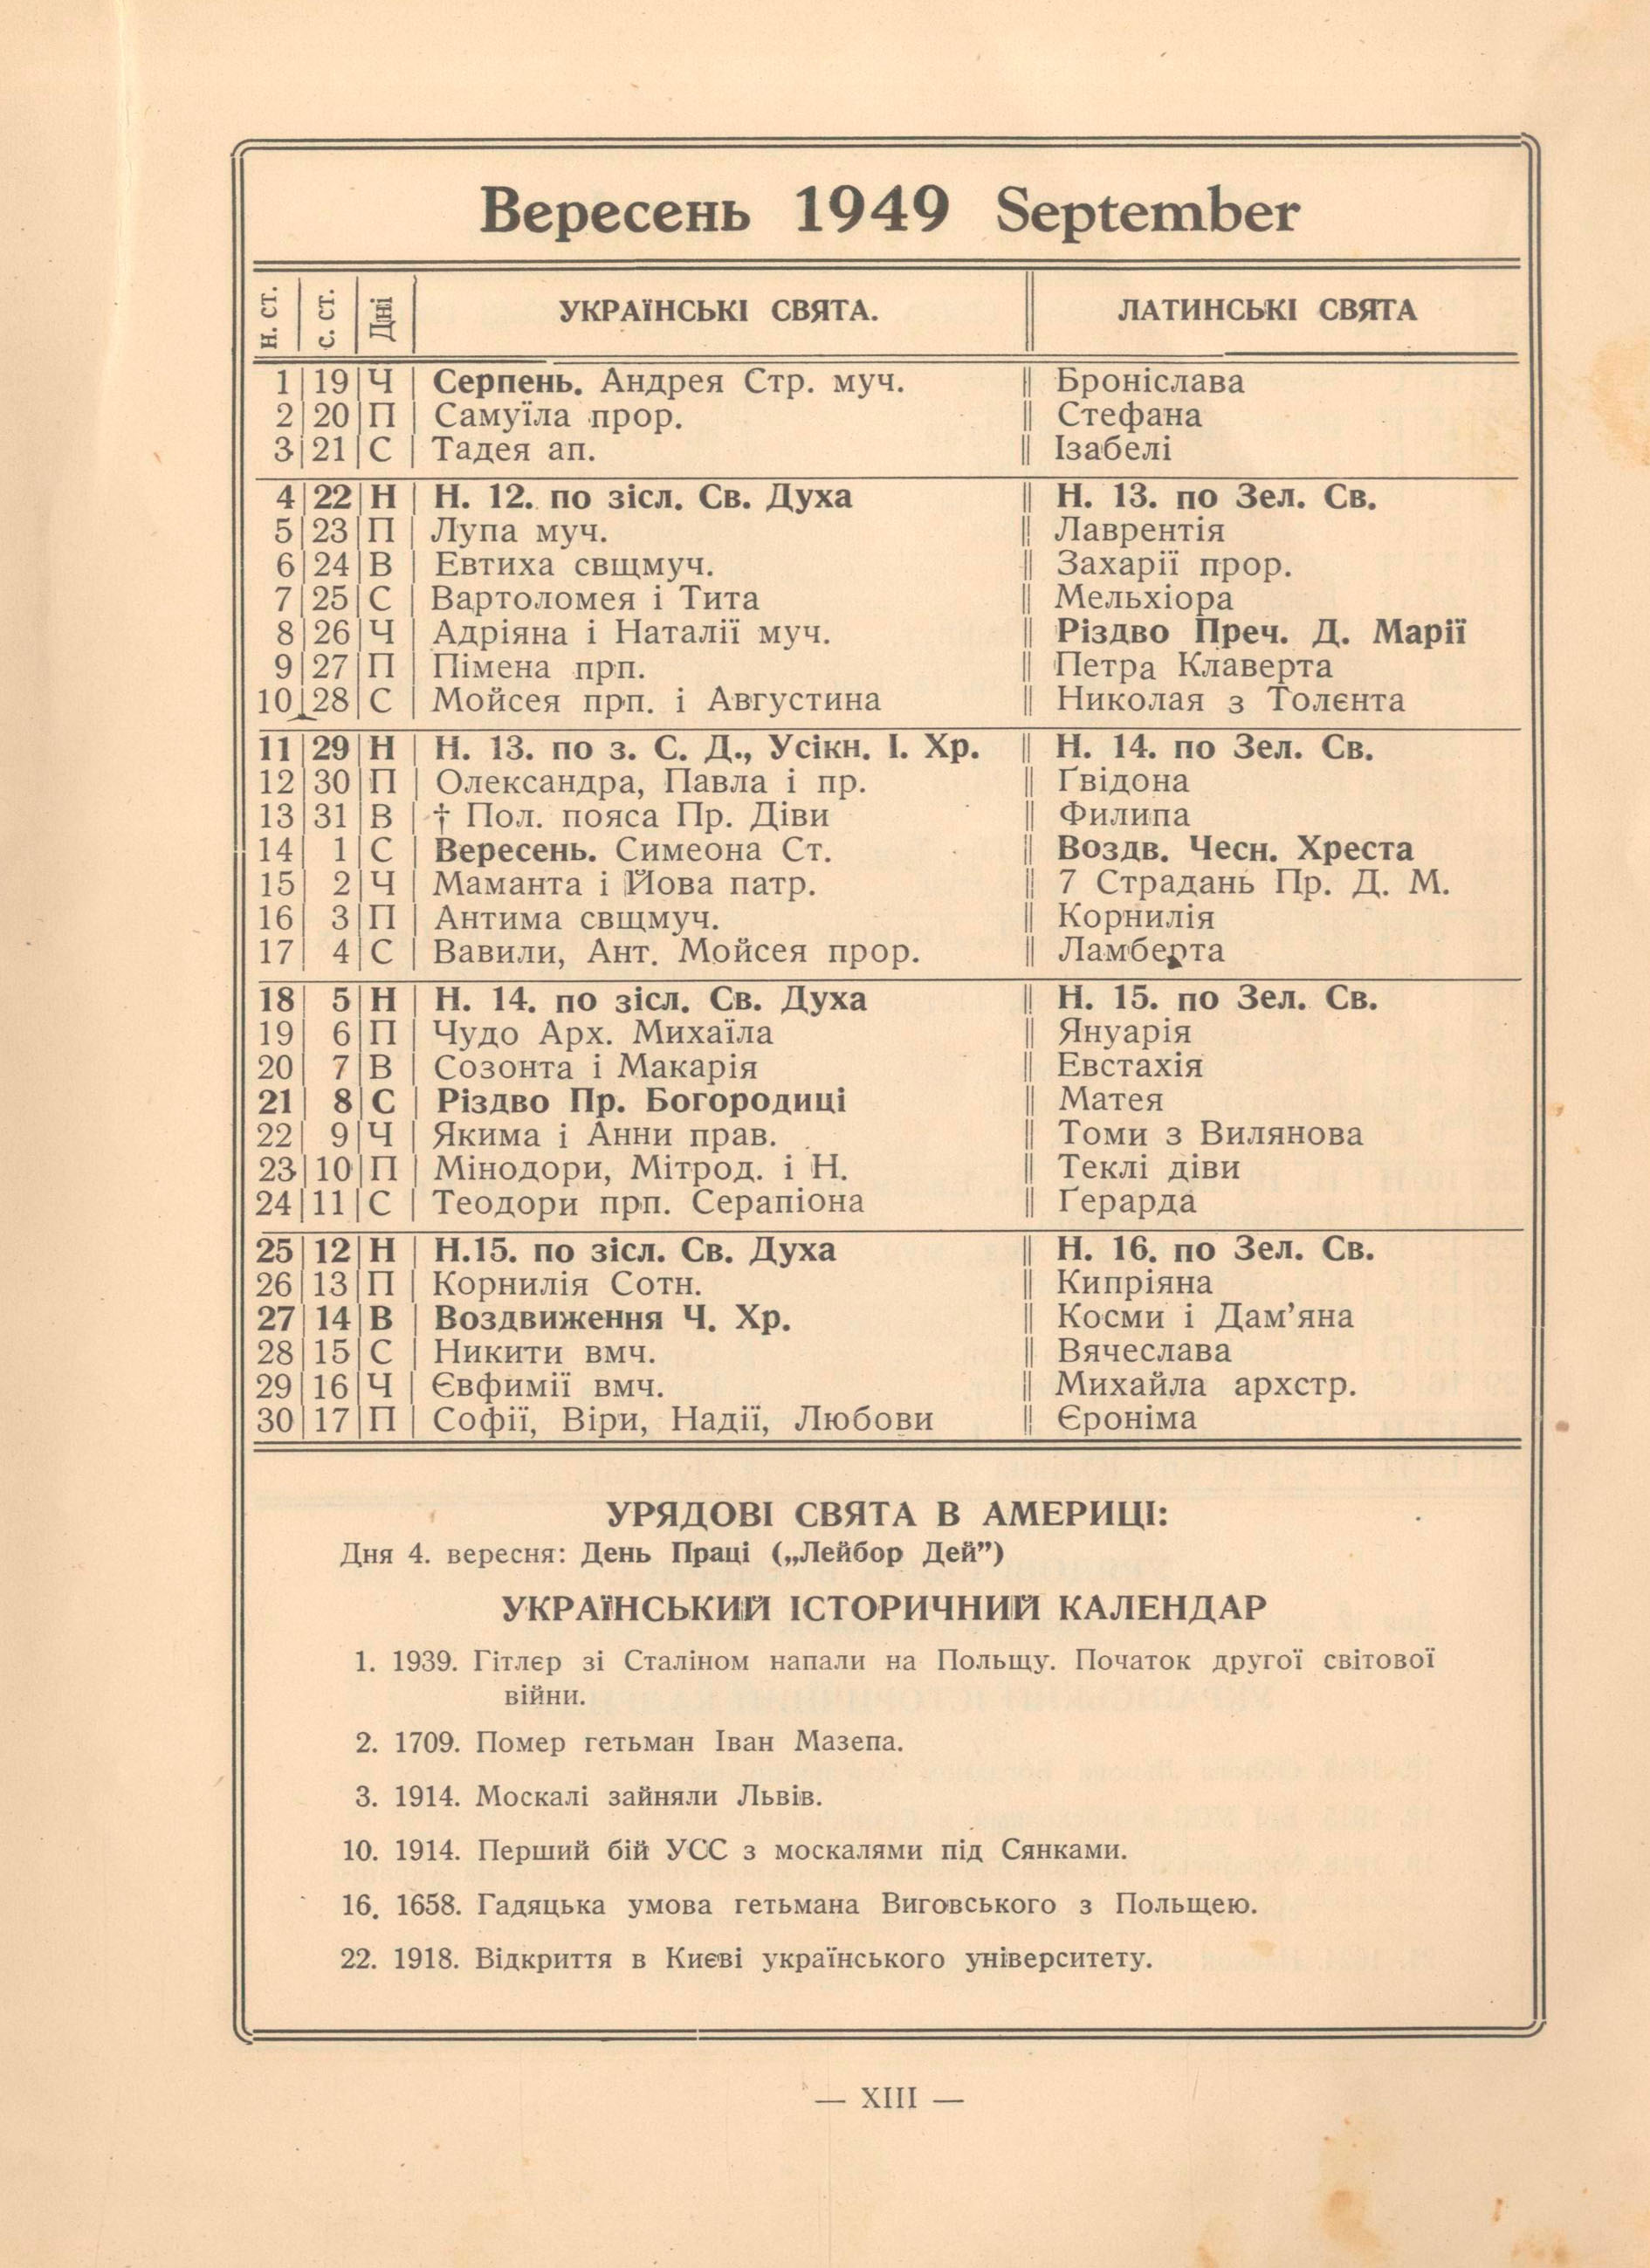 Вересень 1949 September
н. ст. с. ст. Дні УКРАЇНСЬКІ СВЯТА. ЛАТИНСЬКІ СВЯТА
1 19 Ч Серпень. Андрея Стр. муч. Броніслава
2 20 П Самуїла прор. Стефана
3 21 С Тадея ап. Ізабелі
4 22 Н Н. 12. по зісл. Св. Духа Н. 13. по Зел. Св.
5 23 П Лупа муч. Лаврентія
6 24 В Евтиха свщмуч. Захарії прор.
7 25 С Вартоломея і Тита Мельхіора
8 26 Ч Адріяна і Наталії муч. Різдво Преч. Д. Марії
9 27 П Пімена прп. Петра Клаверта
10 28 С Мойсея прп. і Августина Николая з Толєнта
11 29 Н Н. 13. по з. С. Д., Усікн. І. Хр. Н. 14. по Зел. Св.
12 30 П Олександра, Павла і пр. Ґвідона
13 31 В † Пол. пояса Пр. Діви Филипа
14 1 С Вересень. Симеона Ст. Воздв. Чесн. Хреста
15 2 Ч Маманта і Йова патр. 7 Страдань Пр. Д. М.
16 3 П Антима свщмуч. Корнилія
17 4 С Вавили, Ант. Мойсея прор. Ламберта
18 5 Н Н. 14. по зісл. Св. Духа Н. 15. по Зел. Св.
19 6 П Чудо Арх. Михаїла Януарія
20 7 В Созонта і Макарія Евстахія
21 8 С Різдво Пр. Богородиці Матея
22 9 Ч Якима і Анни прав. Томи з Вилянова
23 10 П Мінодори, Мітрод. і Н. Теклі діви
24 11 С Теодори прп. Серапіона Ґерарда
25 12 Н Н.15. по зісл. Св. Духа Н. 16. по Зел. Св.
26 13 П Корнилія Сотн. Кипріяна
27 14 В Воздвиження Ч. Хр. Косми і Дам'яна
28 15 С Никити вмч. Вячеслава
29 16 Ч Євфимії вмч. Михайла архстр.
30 17 П Софії, Віри, Надії, Любови Єроніма
УРЯДОВІ СВЯТА В АМЕРИЦІ:
Дня 4. вересня: День Праці („Лейбор Дей”)
УКРАЇНСЬКИЙ ІСТОРИЧНИЙ КАЛЕНДАР
1. 1939. Гітлєр зі Сталіном напали на Польщу. Початок другої світової
війни.
2. 1709. Помер гетьман Іван Мазепа.
3. 1914. Москалі зайняли Львів.
10. 1914. Перший бій УСС з москалями під Сянками.
16. 1658. Гадяцька умова гетьмана Виговського з Польщею.
22. 1918. Відкриття в Києві українського університету.
— XIII —